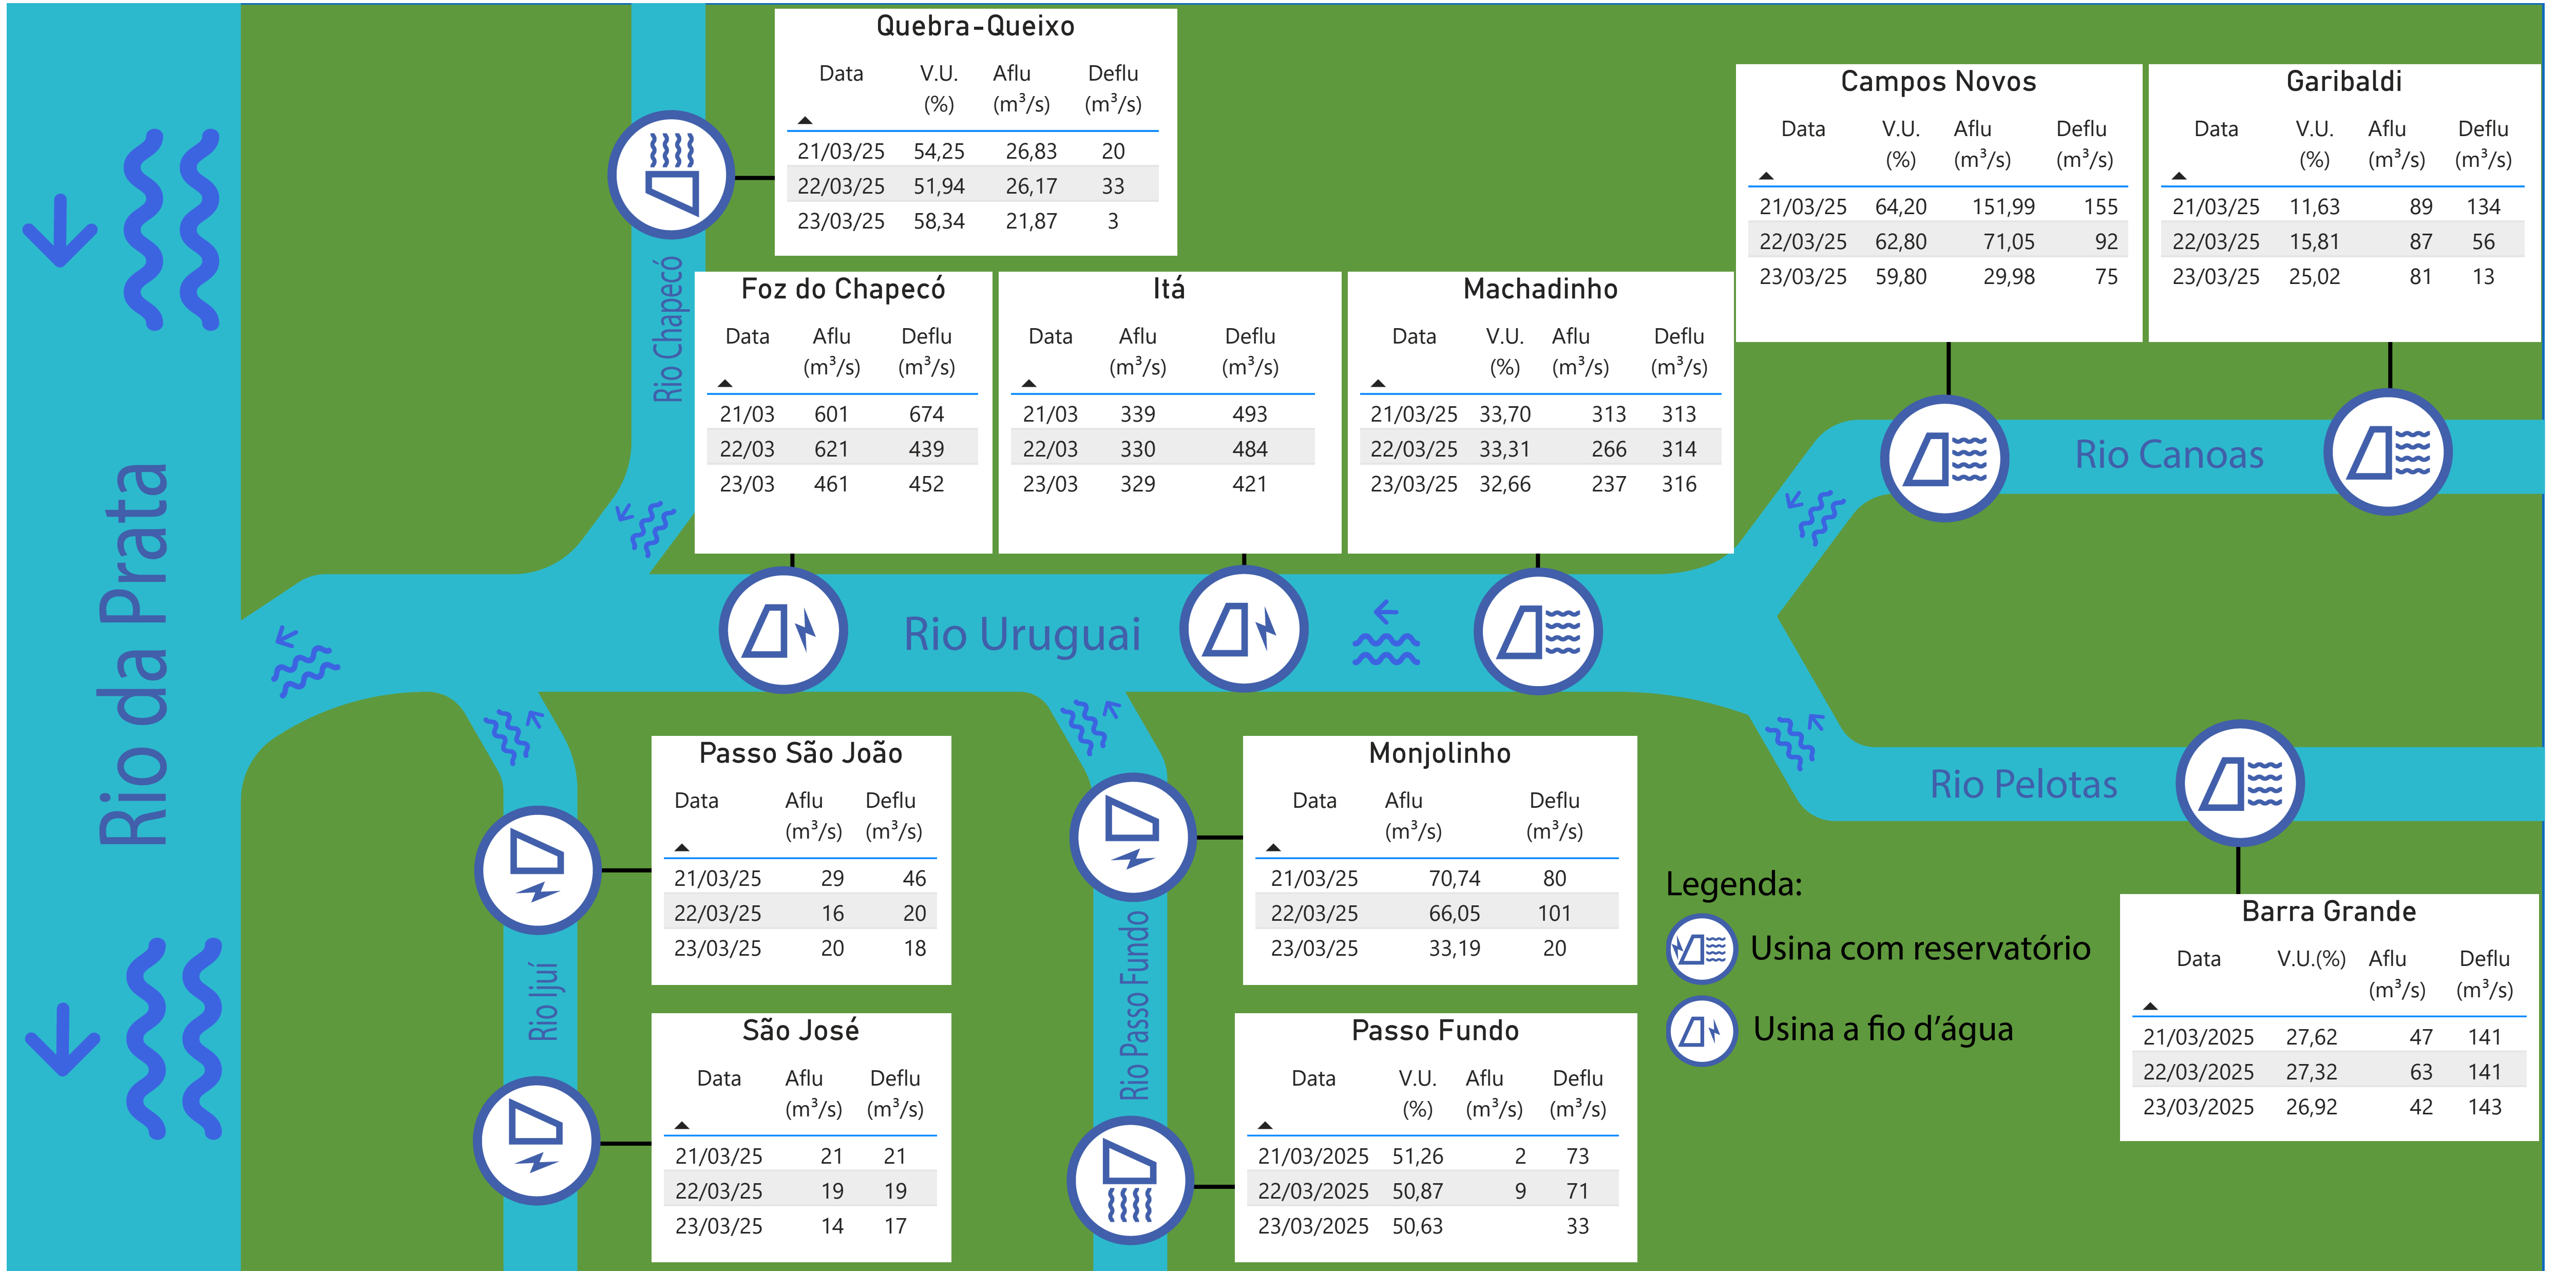 Quebra-Queixo
Data V.U. (%) Aflu (m³/s) Deflu (m³/s)
21/03/25 54,25 26,83 20
22/03/25 51,94 26,17 33
23/03/25 58,34 21,87 3
Campos Novos
Data V.U. (%) Aflu (m³/s) Deflu (m³/s)
21/03/25 64,20 151,99 155
22/03/25 62,80 71,05 92
23/03/25 59,80 29,98 75
Garibaldi
Data V.U. (%) Aflu (m³/s) Deflu (m³/s)
21/03/25 11,63 89 134
22/03/25 15,81 87 56
23/03/25 25,02 81 13
Rio Chapecó
Foz do Chapecó
Data Aflu (m³/s) Deflu (m³/s)
21/03 601 674
22/03 621 439
23/03 461 452
Itá
Data Aflu (m³/s) Deflu (m³/s)
21/03 339 493
22/03 330 484
23/03 329 421
Machadinho
Data V.U. (%) Aflu (m³/s) Deflu (m³/s)
21/03/25 33,70 313 313
22/03/25 33,31 266 314
23/03/25 32,66 237 316
Rio Canoas
Rio da Prata
Rio Uruguai
Rio Pelotas
Passo São João
Data Aflu (m³/s) Deflu (m³/s)
21/03/25 29 46
22/03/25 16 20
23/03/25 20 18
Monjolinho
Data Aflu (m³/s) Deflu (m³/s)
21/03/25 70,74 80
22/03/25 66,05 101
23/03/25 33,19 20
Legenda:
Usina com reservatório
Usina a fio d'água
Barra Grande
Data V.U.(%) Aflu (m³/s) Deflu (m³/s)
21/03/2025 27,62 47 141
22/03/2025 27,32 63 141
23/03/2025 26,92 42 143
Rio Ijuí
São José
Data Aflu (m³/s) Deflu (m³/s)
21/03/25 21 21
22/03/25 19 19
23/03/25 14 17
Rio Passo Fundo
Passo Fundo
Data V.U. (%) Aflu (m³/s) Deflu (m³/s)
21/03/2025 51,26 2 73
22/03/2025 50,87 9 71
23/03/2025 50,63 33